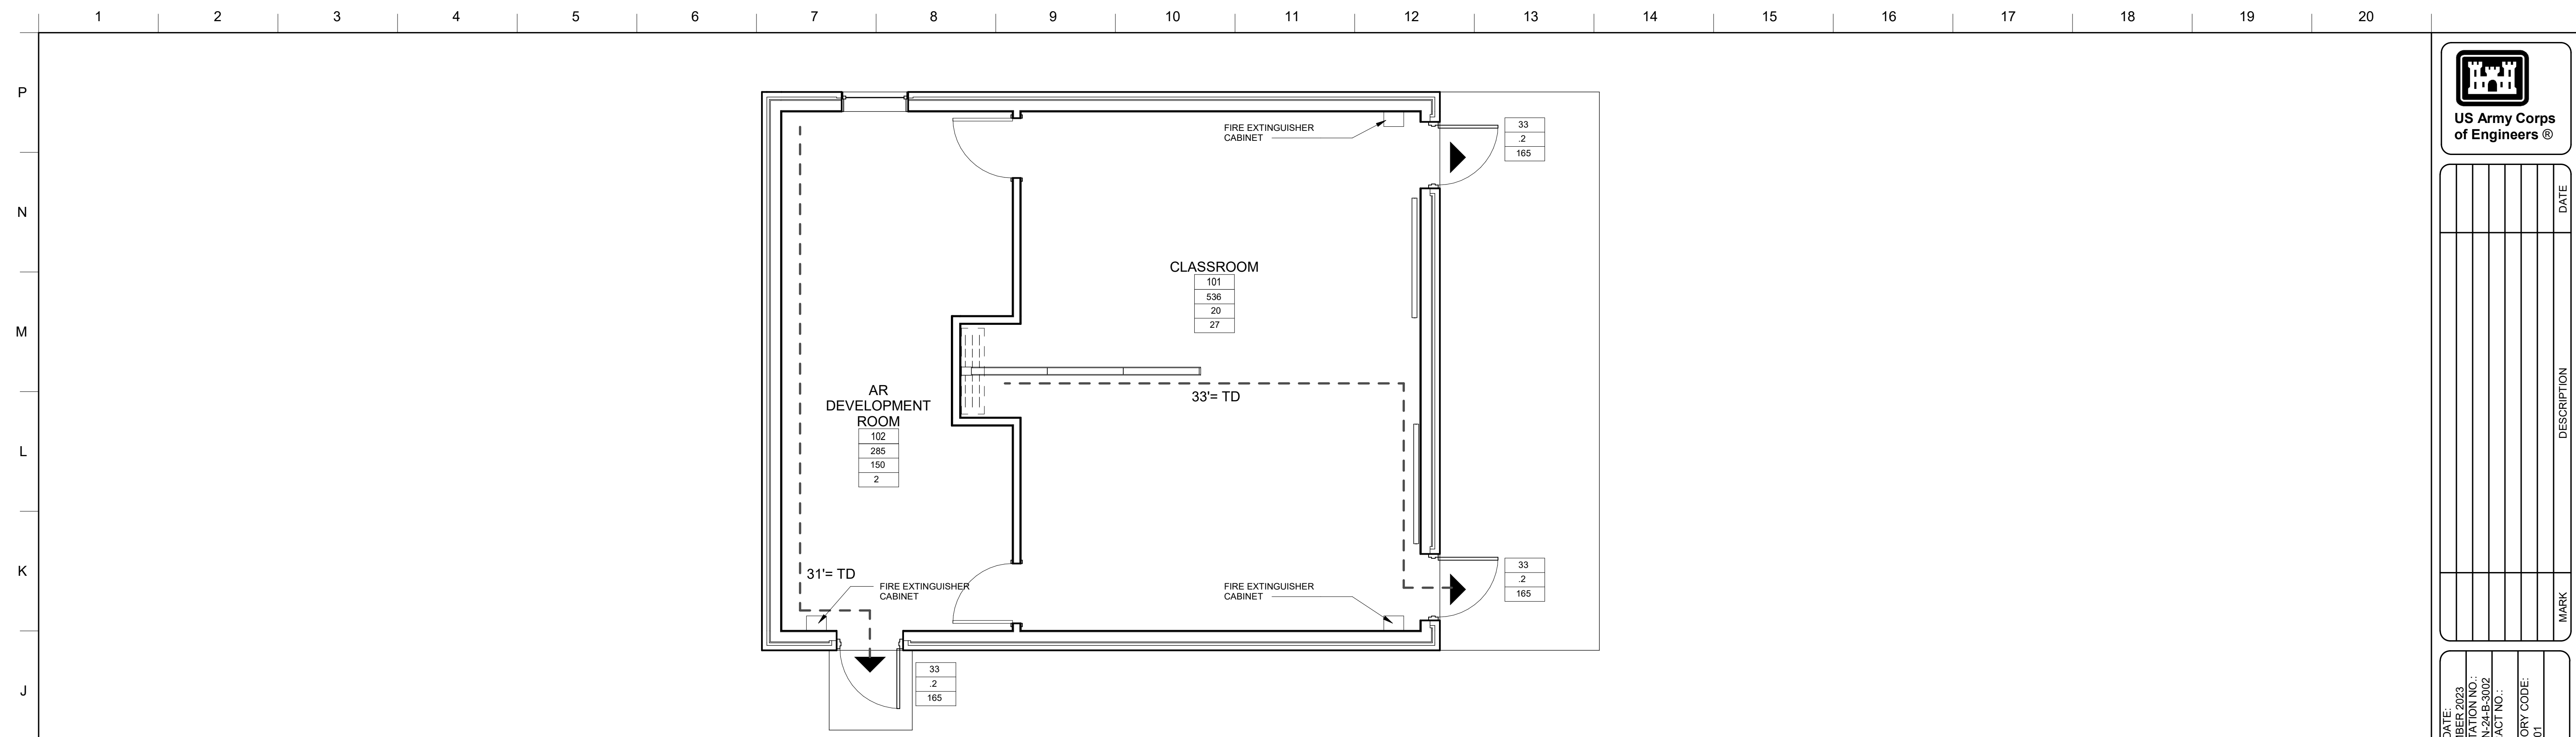 1 2 3 4 5 6 7 8 9 10 11 12 13 14 15 16 17 18 19 20
P
N
M
L
K
J
FIRE EXTINGUISHER
CABINET
33
.2
165
CLASSROOM
101
536
20
27
33'= TD
AR
DEVELOPMENT
ROOM
102
285
150
2
31'= TD
FIRE EXTINGUISHER
CABINET
FIRE EXTINGUISHER
CABINET
33
.2
165
33
.2
165
US Army Corps
of Engineers ®
DATE
DESCRIPTION
MARK
DATE:
MBER 2023
TATION NO.:
N-24-B-3002
ACT NO.:
ORY CODE:
01